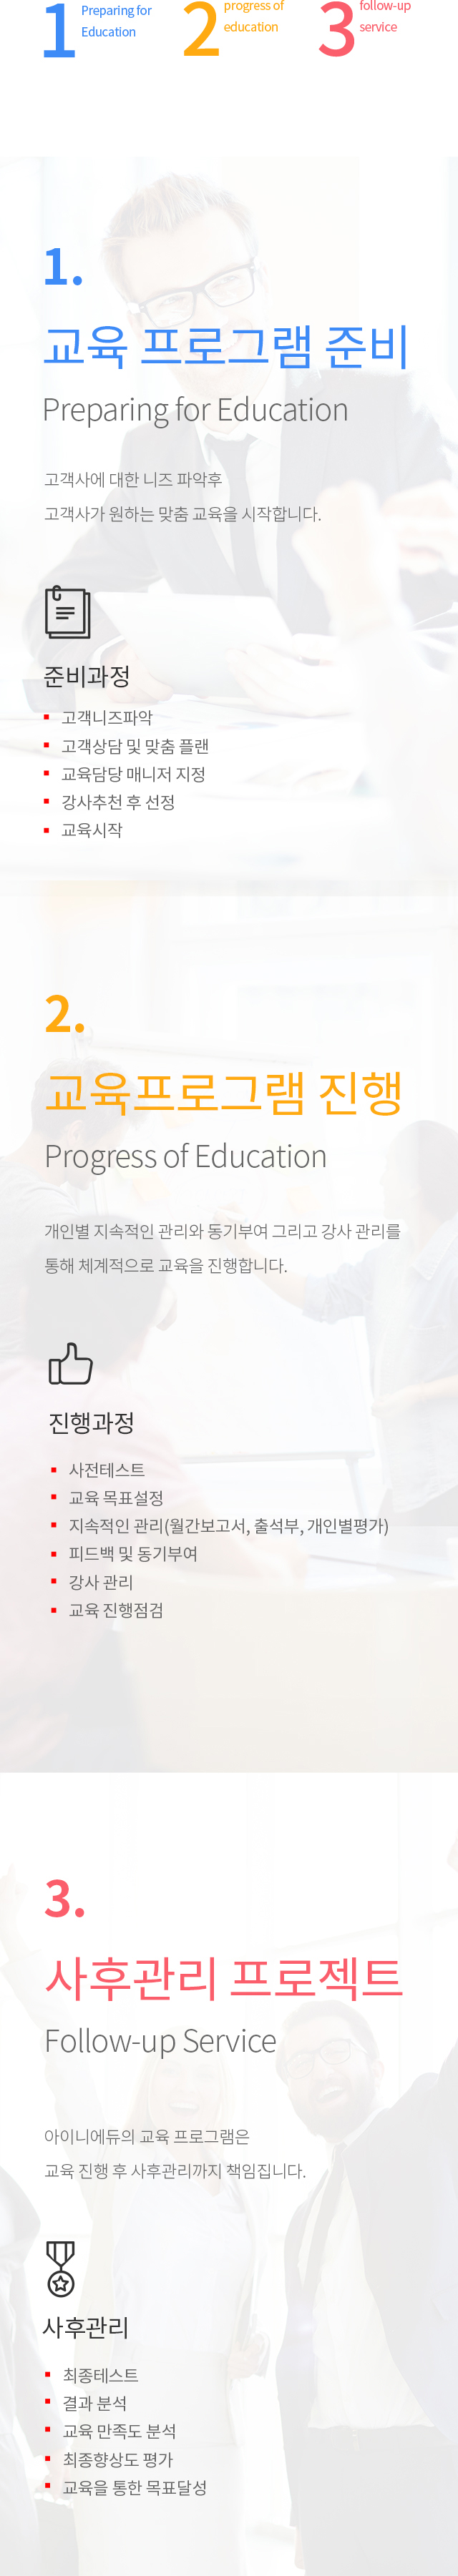 1 Preparing for
Education
2 progress of
education
3 follow-up
service
1.
교육 프로그램 준비
Preparing for Education
고객사에 대한 니즈 파악후
고객사가 원하는 맞춤 교육을 시작합니다.
준비과정
고객니즈파악
고객상담 및 맞춤 플랜
교육담당 매니저 지정
강사추천 후 선정
교육시작
2.
교육프로그램 진행
Progress of Education
개인별 지속적인 관리와 동기부여 그리고 강사 관리를
통해 체계적으로 교육을 진행합니다.
진행과정
사전테스트
교육 목표설정
지속적인 관리(월간보고서, 출석부, 개인별평가)
피드백 및 동기부여
강사 관리
교육 진행점검
3.
사후관리 프로젝트
Follow-up Service
아이니에듀의 교육 프로그램은
교육 진행 후 사후관리까지 책임집니다.
사후관리
최종테스트
결과 분석
교육 만족도 분석
최종향상도 평가
교육을 통한 목표달성